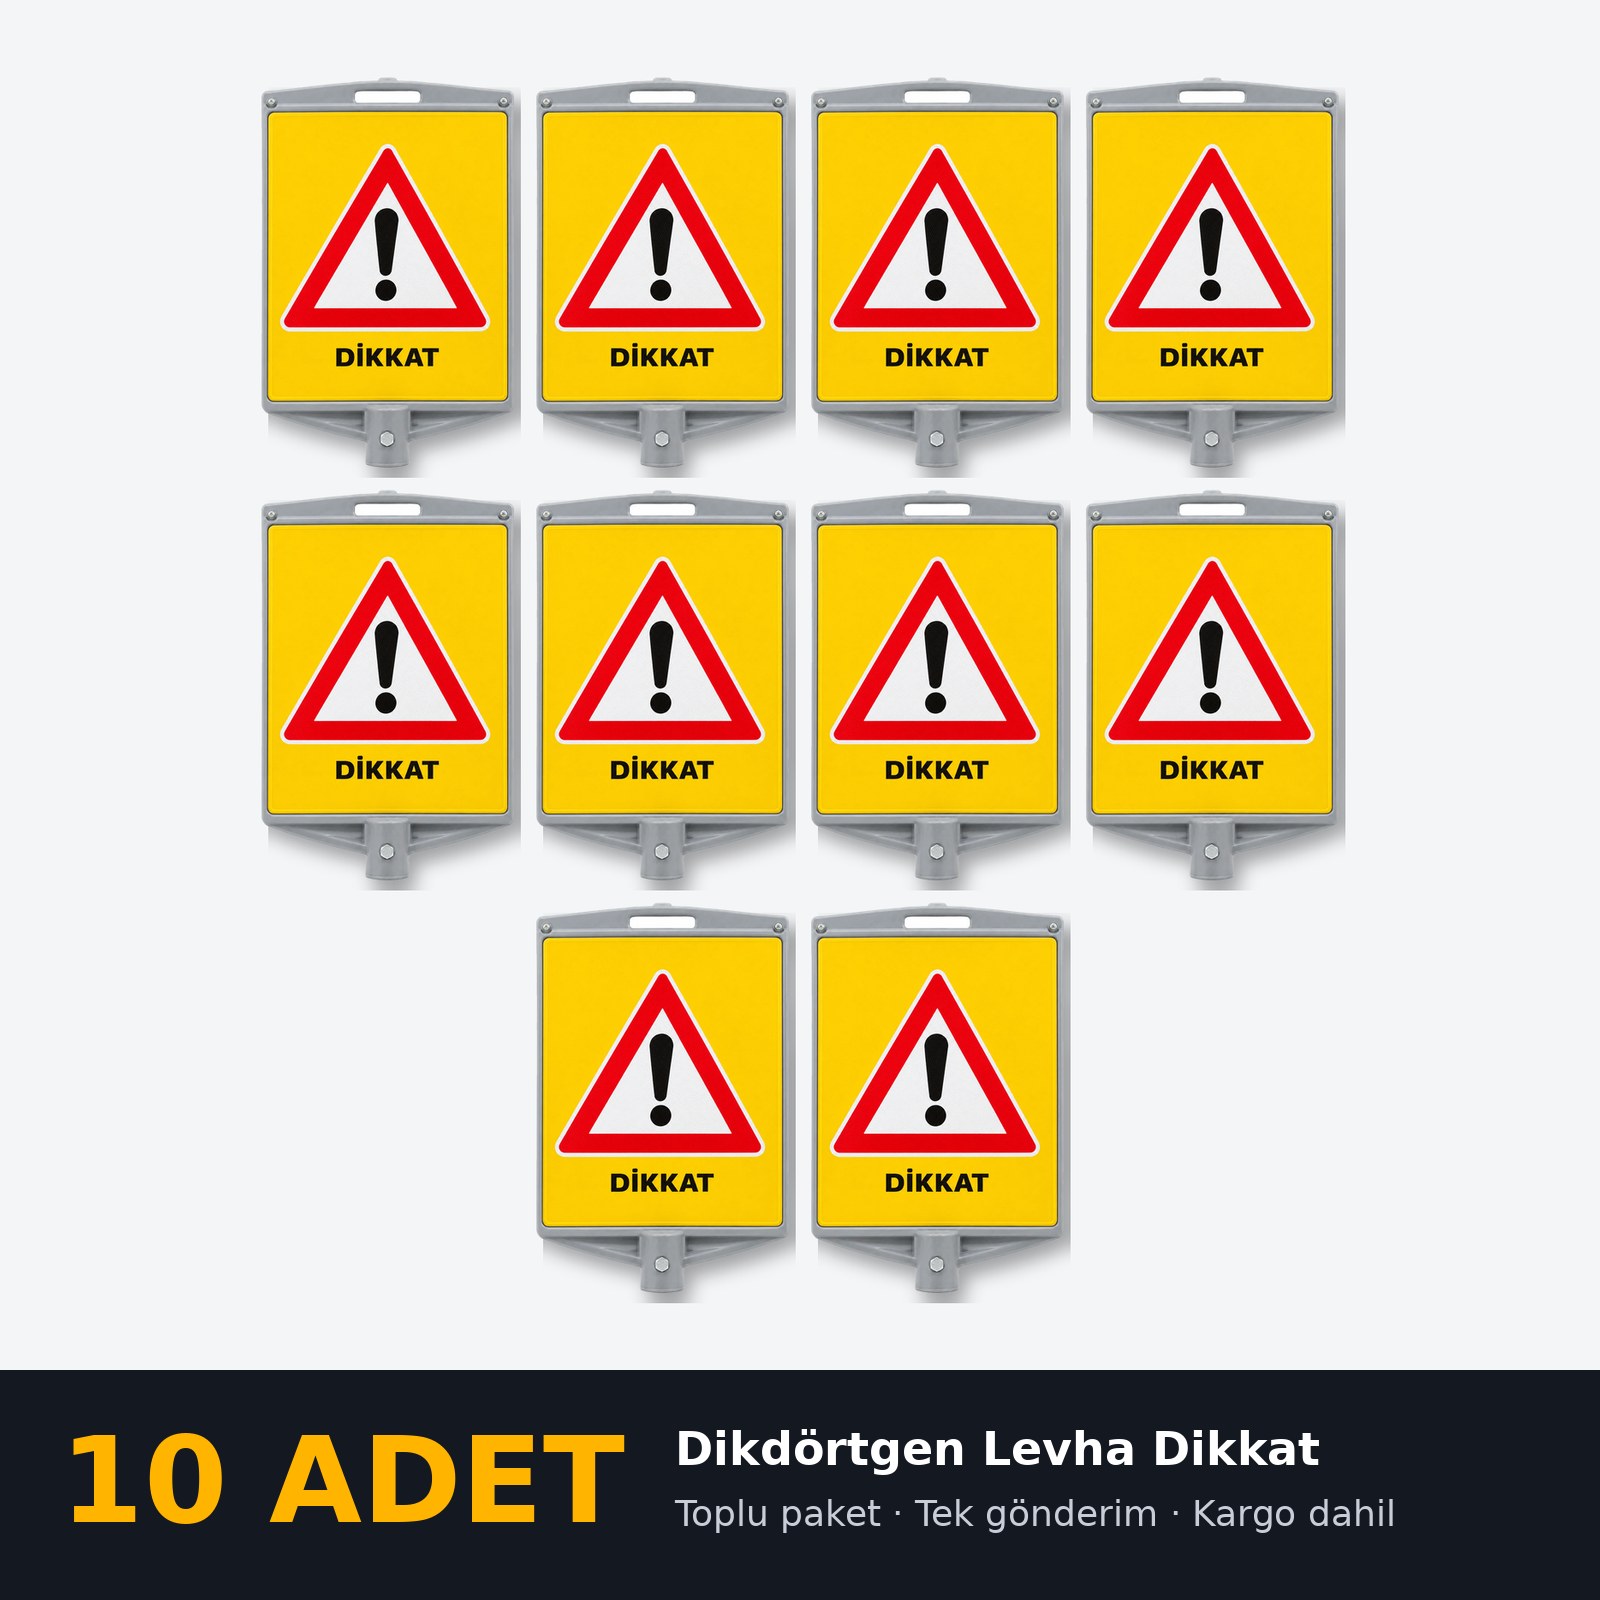 DİKKAT DİKKAT DİKKAT DİKKAT
DİKKAT DİKKAT DİKKAT DİKKAT
DİKKAT DİKKAT
10 ADET
Dikdörtgen Levha Dikkat
Toplu paket · Tek gönderim · Kargo dahil